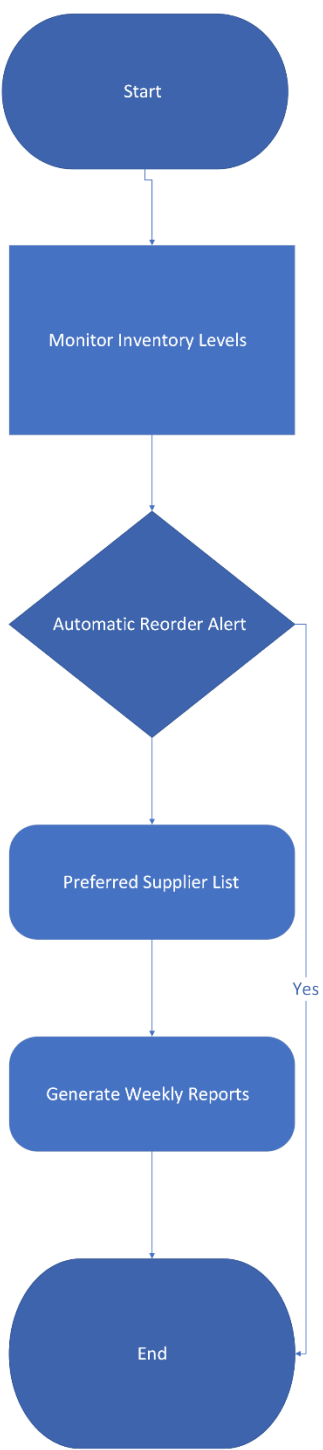 Start
Monitor Inventory Levels
Automatic Reorder Alert
Preferred Supplier List
Yes
Generate Weekly Reports
End